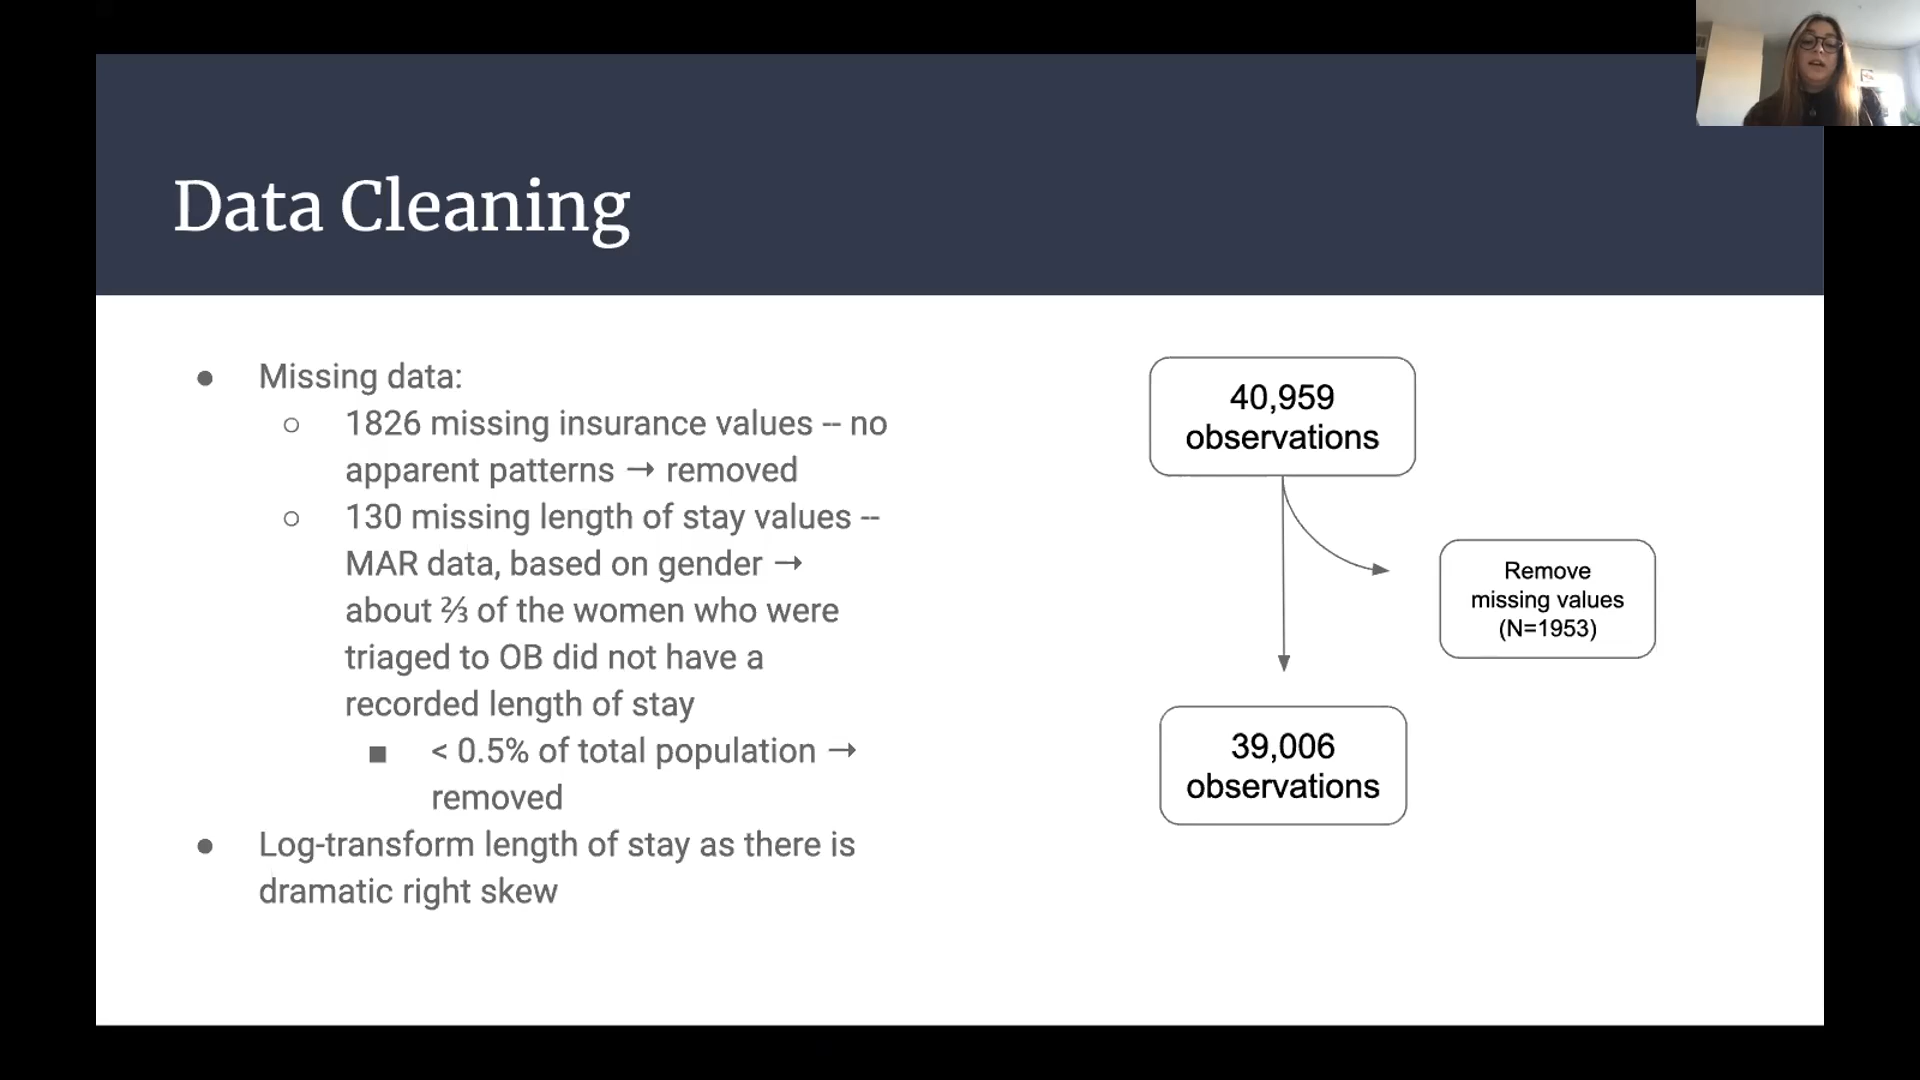 Data Cleaning
● Missing data:
○ 1826 missing insurance values -- no
apparent patterns → removed
○ 130 missing length of stay values --
MAR data, based on gender →
about ⅔ of the women who were
triaged to OB did not have a
recorded length of stay
■ < 0.5% of total population →
removed
● Log-transform length of stay as there is
dramatic right skew
40,959
observations
Remove
missing values
(N=1953)
39,006
observations